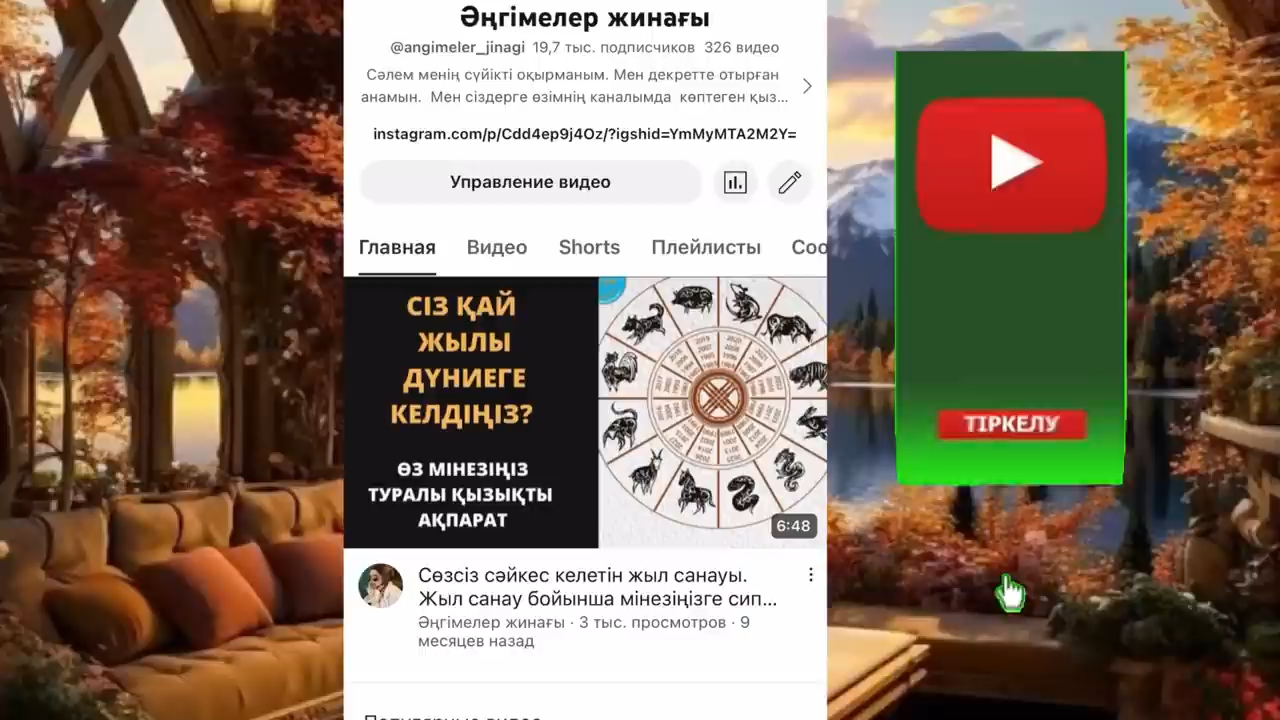 Әңгімелер жинағы
@angimeler_jinagi 19,7 тыс. подписчиков 326 видео
Сәлем менің сүйікті оқырманым. Мен декретте отырған
анамын. Мен сіздерге өзімнің каналымда көптеген қыз...
instagram.com/p/Cdd4ep9j4Oz/?igshid=YmMyMTA2M2Y=
Управление видео
Главная Видео Shorts Плейлисты Соо
СІЗ ҚАЙ
ЖЫЛЫ
ДҮНИЕГЕ
КЕЛДІҢІЗ?
ӨЗ МІНЕЗІҢІЗ
ТУРАЛЫ ҚЫЗЫҚТЫ
АҚПАРАТ
6:48
Сөзсіз сәйкес келетін жыл санауы.
Жыл санау бойынша мінезіңізге сип...
Әңгімелер жинағы · 3 тыс. просмотров · 9
месяцев назад
Популярные видео
ТІРКЕЛУ